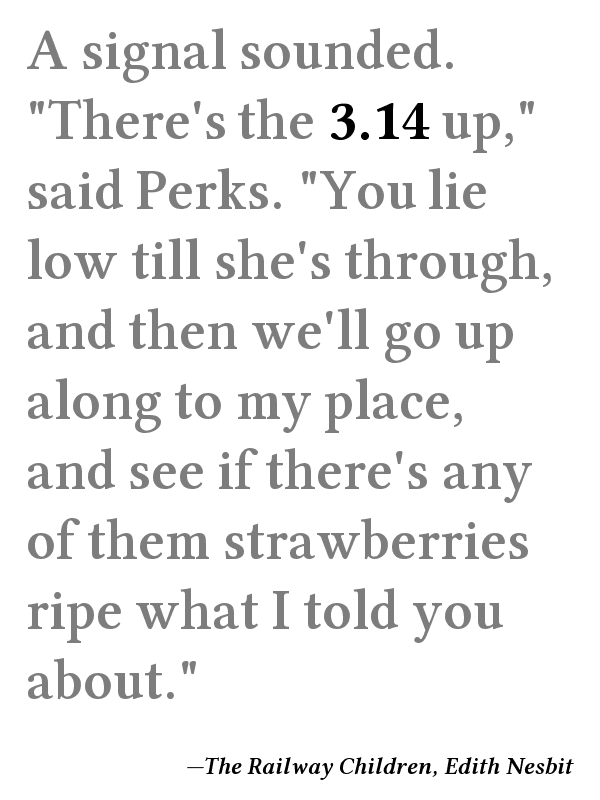 A signal sounded.
"There's the 3.14 up,"
said Perks. "You lie
low till she's through,
and then we'll go up
along to my place,
and see if there's any
of them strawberries
ripe what I told you
about."
—The Railway Children, Edith Nesbit